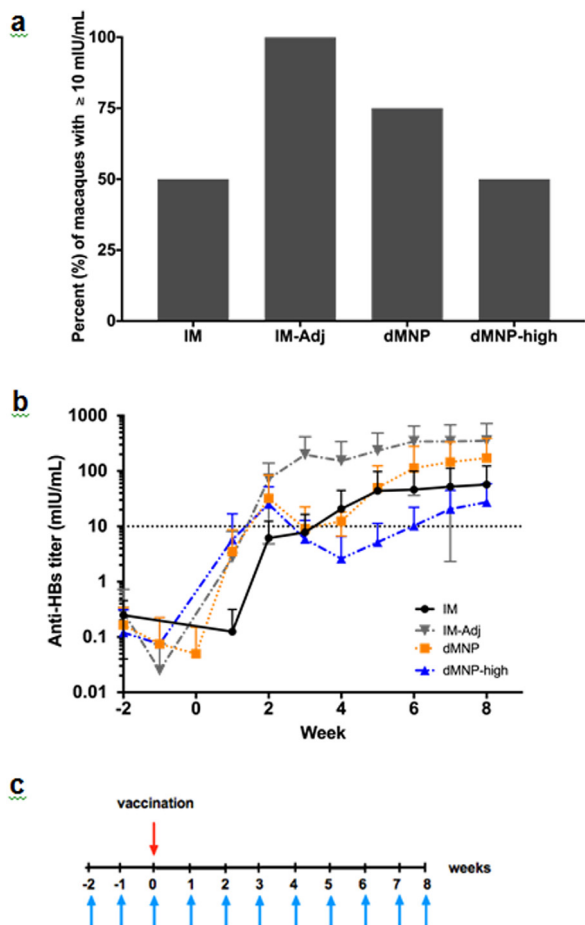 a
Percent (%) of macaques with ≥ 10 mIU/mL
100
75
50
25
0
IM IM-Adj dMNP dMNP-high
b
Anti-HBs titer (mIU/mL)
1000
100
10
1
0.1
0.01
IM
IM-Adj
dMNP
dMNP-high
-2 0 2 4 6 8
Week
c
vaccination
weeks
-2 -1 0 1 2 3 4 5 6 7 8